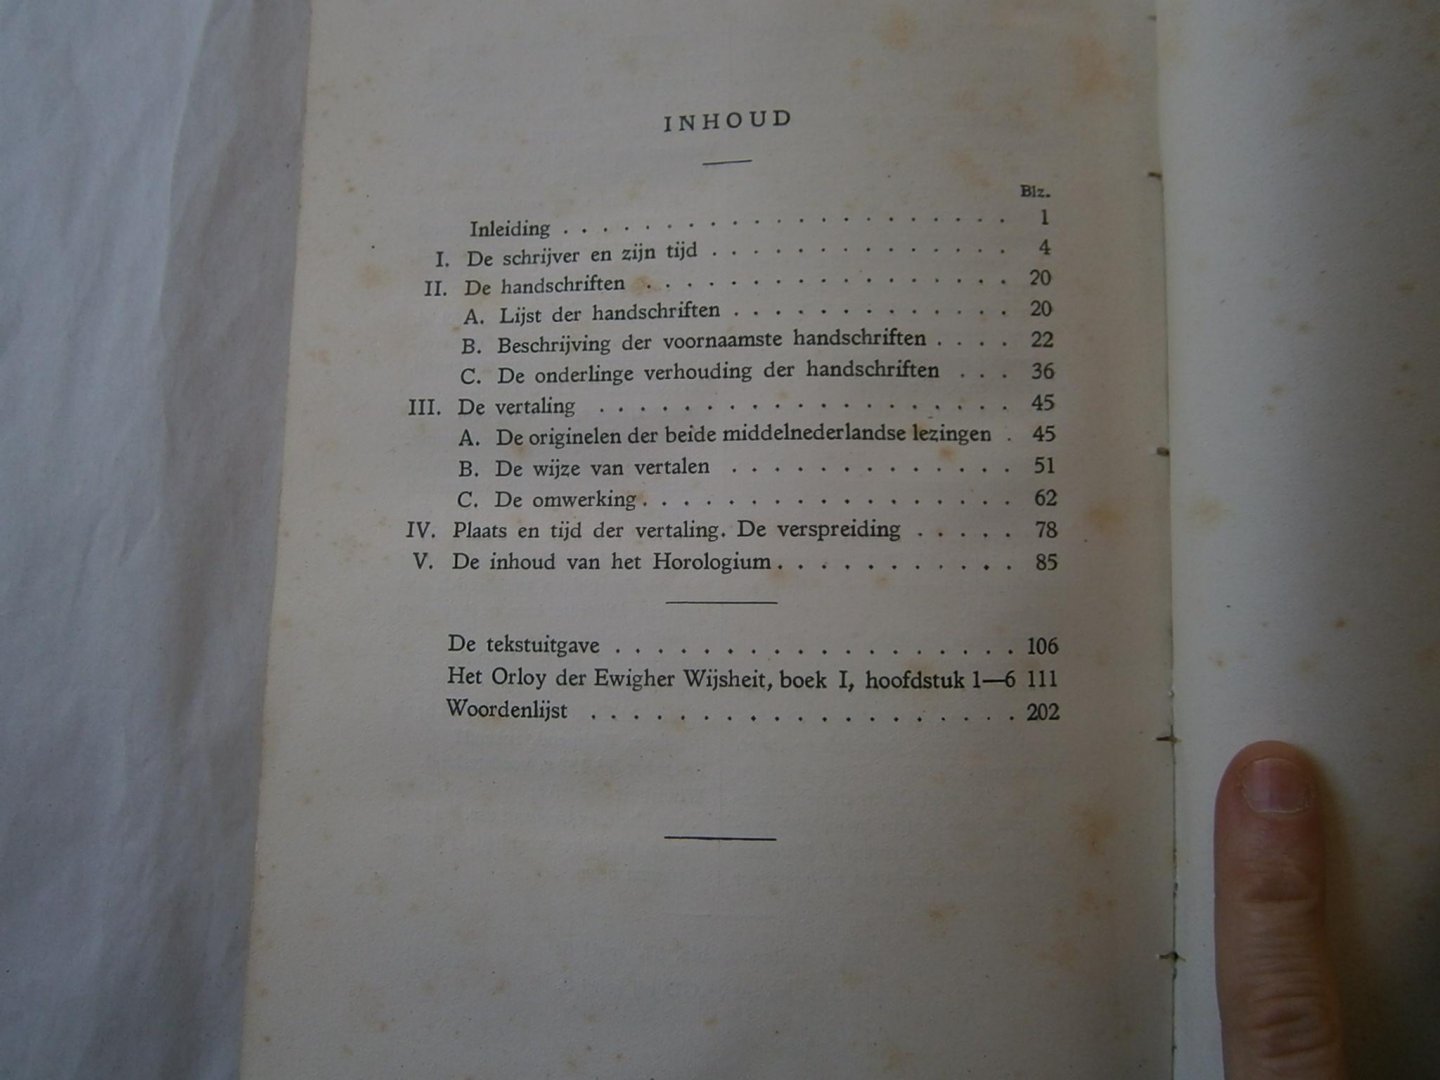 INHOUD
Blz.
Inleiding . . . . . . . . . . . . . . . . . 1
I. De schrijver en zijn tijd . . . . . . . . . . . . 4
II. De handschriften . . . . . . . . . . . . . . 20
A. Lijst der handschriften . . . . . . . . . . . . 20
B. Beschrijving der voornaamste handschriften . . . . 22
C. De onderlinge verhouding der handschriften . . . 36
III. De vertaling . . . . . . . . . . . . . . . . 45
A. De originelen der beide middelnederlandse lezingen . 45
B. De wijze van vertalen . . . . . . . . . . . . 51
C. De omwerking . . . . . . . . . . . . . . 62
IV. Plaats en tijd der vertaling. De verspreiding . . . . . 78
V. De inhoud van het Horologium . . . . . . . . . . . 85
De tekstuitgave . . . . . . . . . . . . . . . 106
Het Orloy der Ewigher Wijsheit, boek I, hoofdstuk 1—6 111
Woordenlijst . . . . . . . . . . . . . . . . 202